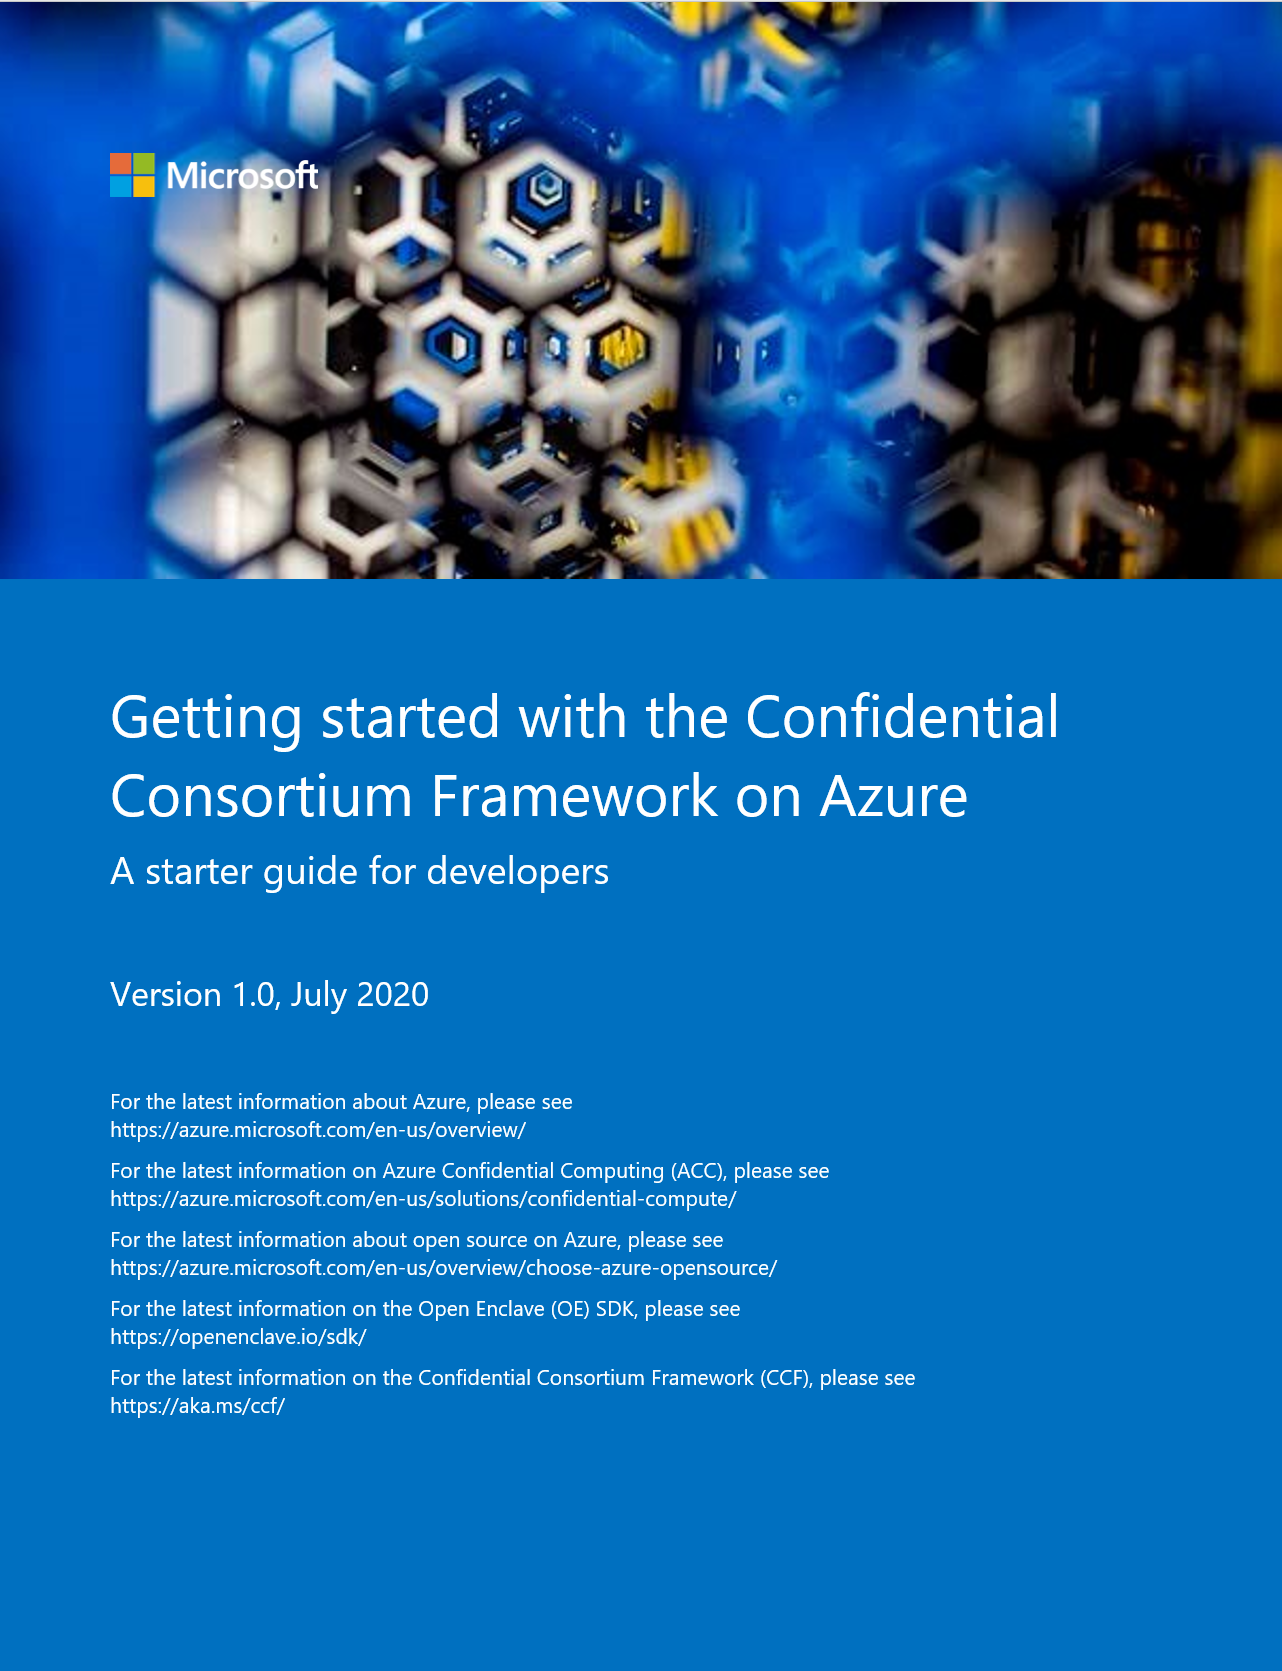 Microsoft
Getting started with the Confidential
Consortium Framework on Azure
A starter guide for developers
Version 1.0, July 2020
For the latest information about Azure, please see
https://azure.microsoft.com/en-us/overview/
For the latest information on Azure Confidential Computing (ACC), please see
https://azure.microsoft.com/en-us/solutions/confidential-compute/
For the latest information about open source on Azure, please see
https://azure.microsoft.com/en-us/overview/choose-azure-opensource/
For the latest information on the Open Enclave (OE) SDK, please see
https://openenclave.io/sdk/
For the latest information on the Confidential Consortium Framework (CCF), please see
https://aka.ms/ccf/